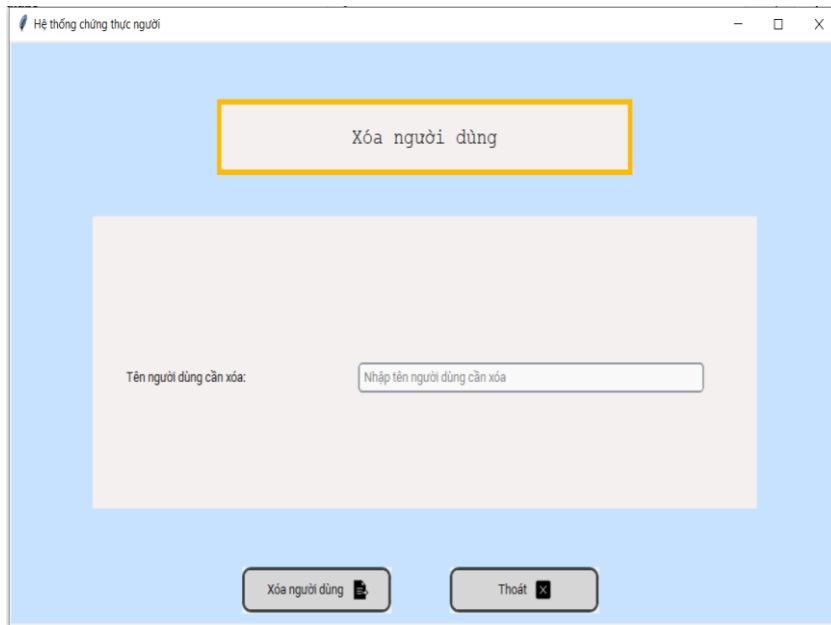 Hệ thống chứng thực người
Xóa người dùng
Tên người dùng cần xóa:
Nhập tên người dùng cần xóa
Xóa người dùng
Thoát